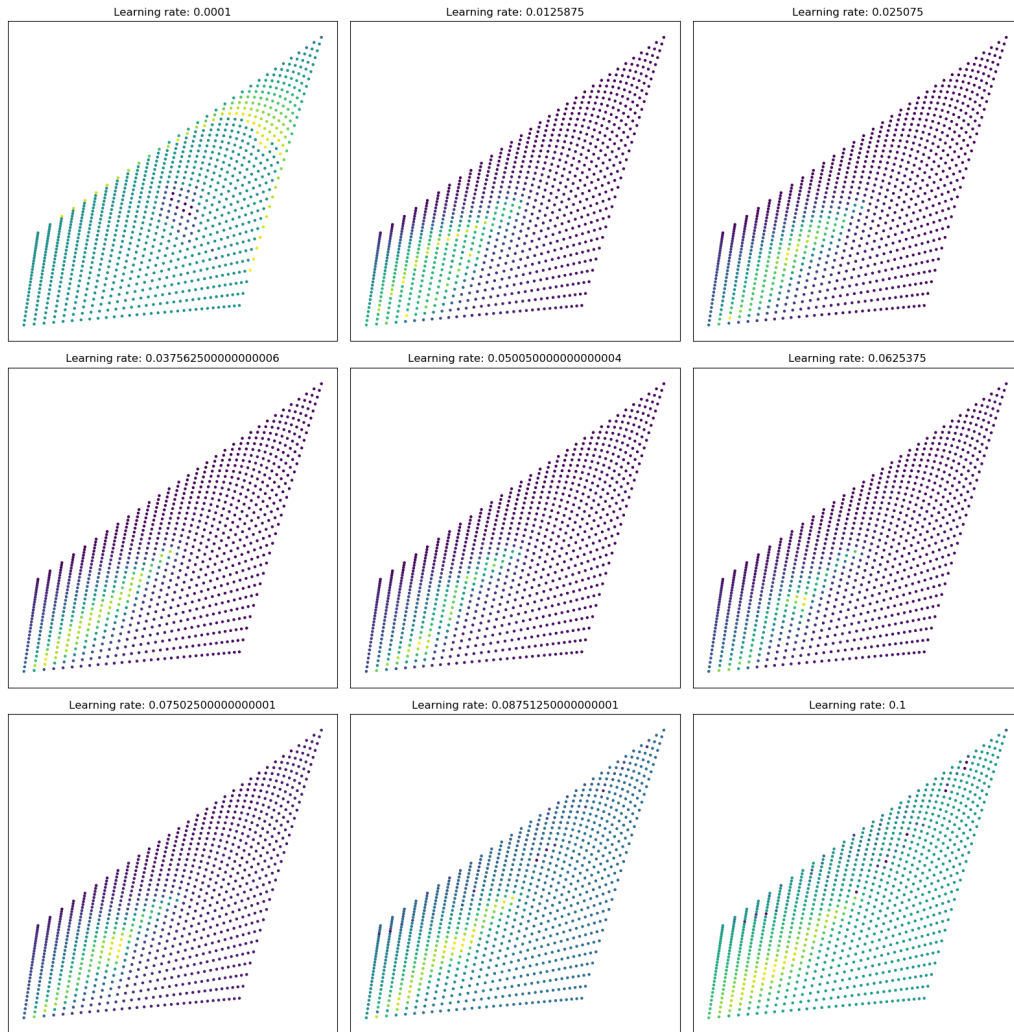 Learning rate: 0.0001
Learning rate: 0.0125875
Learning rate: 0.025075
Learning rate: 0.037562500000000006
Learning rate: 0.050050000000000004
Learning rate: 0.0625375
Learning rate: 0.07502500000000001
Learning rate: 0.08751250000000001
Learning rate: 0.1